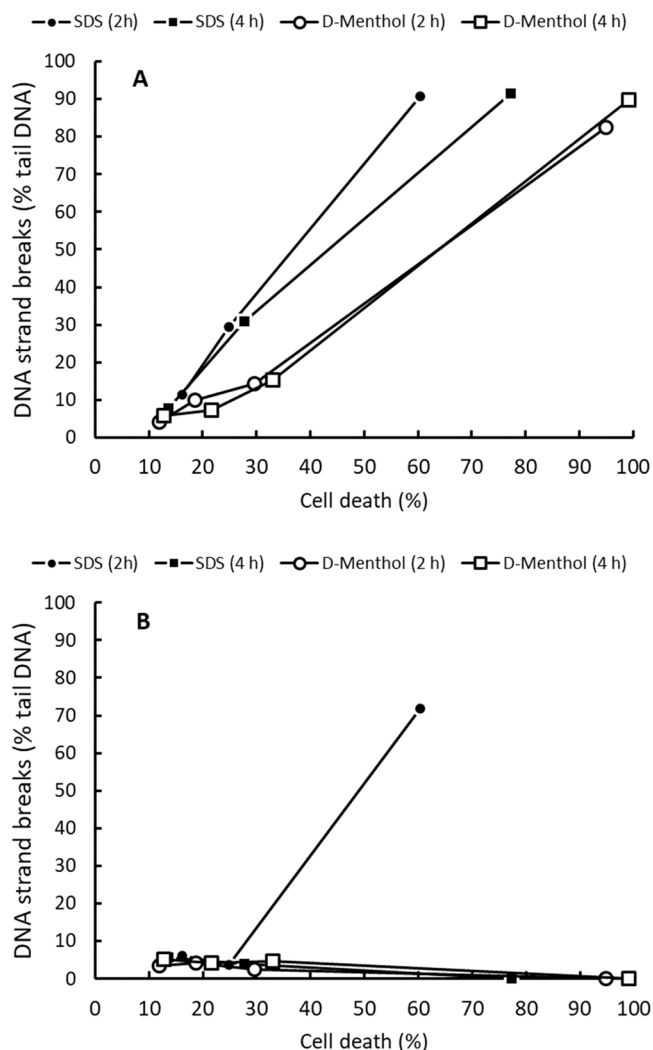 SDS (2h) SDS (4 h) D-Menthol (2 h) D-Menthol (4 h)
A
DNA strand breaks (% tail DNA)
100
90
80
70
60
50
40
30
20
10
0
0 10 20 30 40 50 60 70 80 90 100
Cell death (%)
SDS (2h) SDS (4 h) D-Menthol (2 h) D-Menthol (4 h)
B
DNA strand breaks (% tail DNA)
100
90
80
70
60
50
40
30
20
10
0
0 10 20 30 40 50 60 70 80 90 100
Cell death (%)